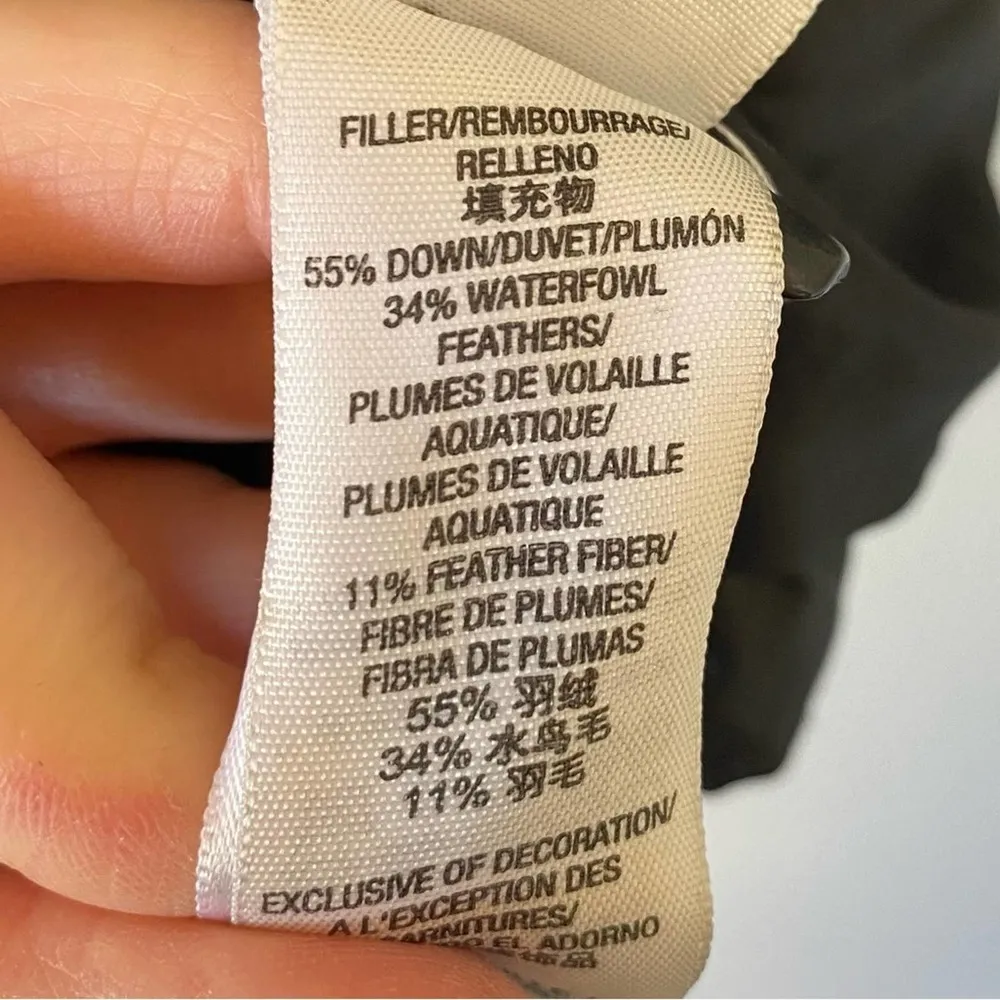 FILLER/REMBOURRAGE/
RELLENO
填充物
55% DOWN/DUVET/PLUMÓN
34% WATERFOWL
FEATHERS/
PLUMES DE VOLAILLE
AQUATIQUE/
PLUMES DE VOLAILLE
AQUATIQUE
11% FEATHER FIBER/
FIBRE DE PLUMES/
FIBRA DE PLUMAS
55% 羽绒
34% 水鸟毛
11% 羽毛
EXCLUSIVE OF DECORATION/
A L'EXCEPTION DES
EL ADORNO